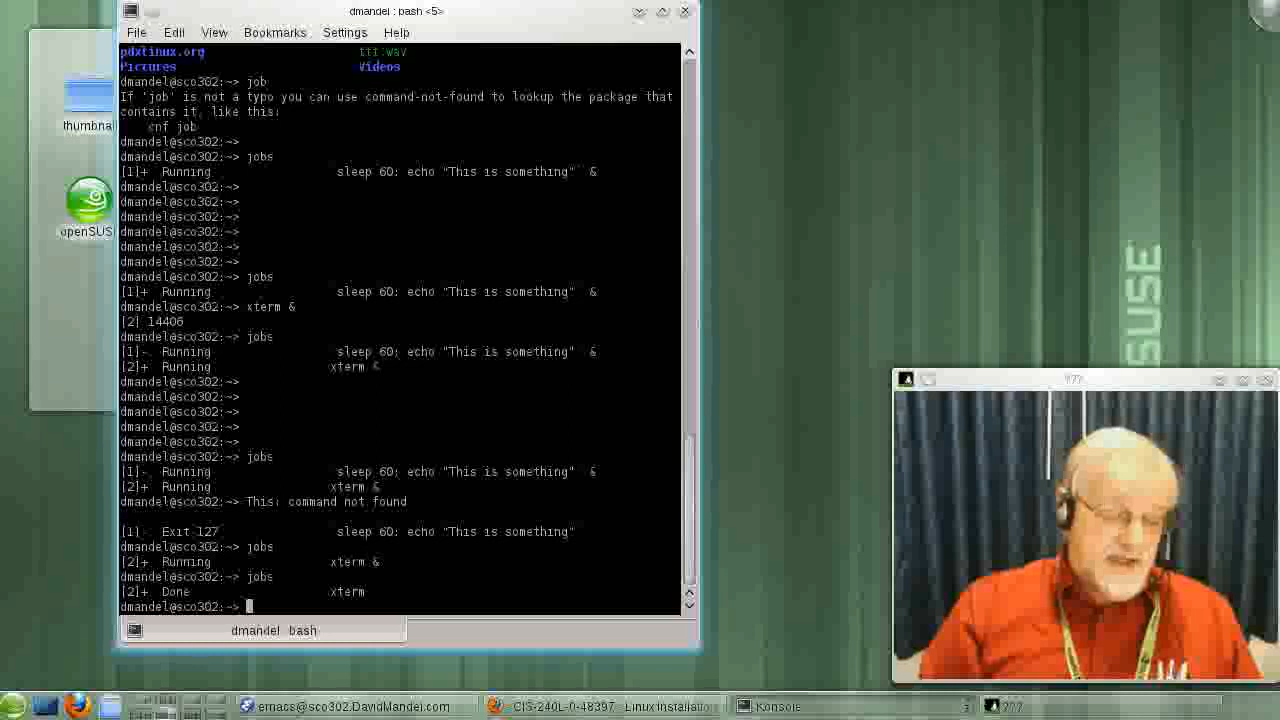 dmandel : bash <5>
File Edit View Bookmarks Settings Help
pdxlinux.org ttt.wav
Pictures Videos
dmandel@sco302:~> job
If 'job' is not a typo you can use command-not-found to lookup the package that
contains it, like this:
cnf job
dmandel@sco302:~>
dmandel@sco302:~> jobs
[1]+ Running sleep 60; echo "This is something" &
dmandel@sco302:~>
dmandel@sco302:~>
dmandel@sco302:~>
dmandel@sco302:~>
dmandel@sco302:~>
dmandel@sco302:~>
dmandel@sco302:~> jobs
[1]+ Running sleep 60; echo "This is something" &
dmandel@sco302:~> xterm &
[2] 14406
dmandel@sco302:~> jobs
[1]- Running sleep 60; echo "This is something" &
[2]+ Running xterm &
dmandel@sco302:~>
dmandel@sco302:~>
dmandel@sco302:~>
dmandel@sco302:~>
dmandel@sco302:~>
dmandel@sco302:~> jobs
[1]- Running sleep 60; echo "This is something" &
[2]+ Running xterm &
dmandel@sco302:~> This: command not found
[1]- Exit 127 sleep 60; echo "This is something"
dmandel@sco302:~> jobs
[2]+ Running xterm &
dmandel@sco302:~> jobs
[2]+ Done xterm
dmandel@sco302:~>
dmandel : bash
thumbnail
openSUS
SUSE
???
@sco302.DavidMandel.com
CIS-240L-0-48397 Linux Installatio
Konsole 3
???